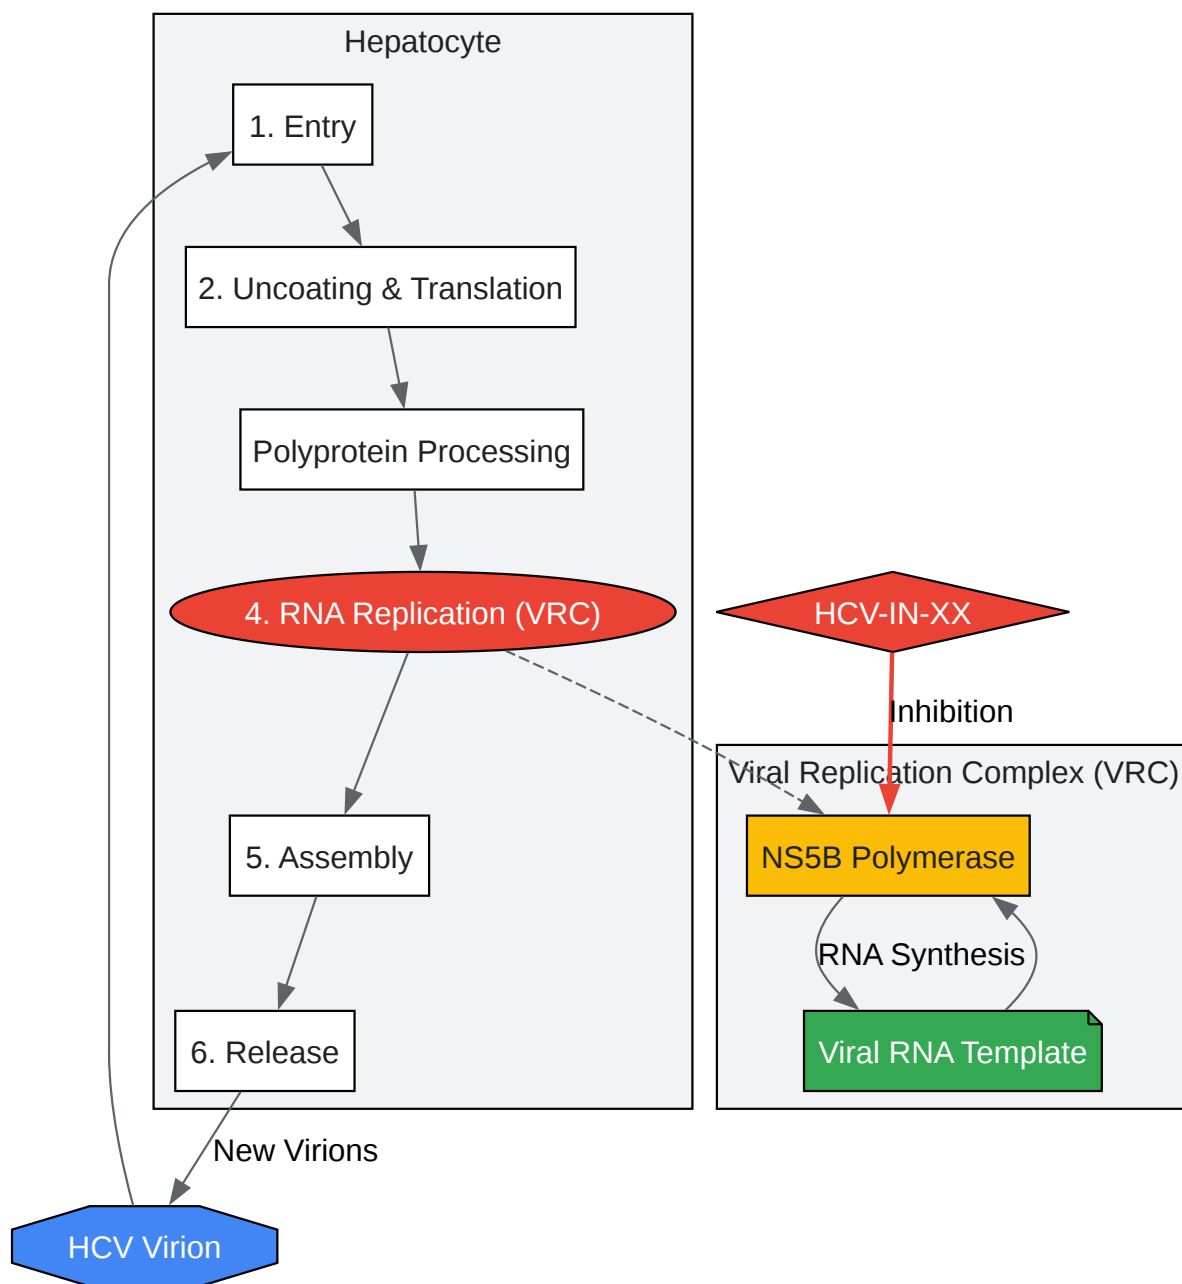 Hepatocyte
1. Entry
2. Uncoating & Translation
Polyprotein Processing
4. RNA Replication (VRC)
HCV-IN-XX
Inhibition
Viral Replication Complex (VRC)
5. Assembly
NS5B Polymerase
RNA Synthesis
6. Release
Viral RNA Template
New Virions
HCV Virion